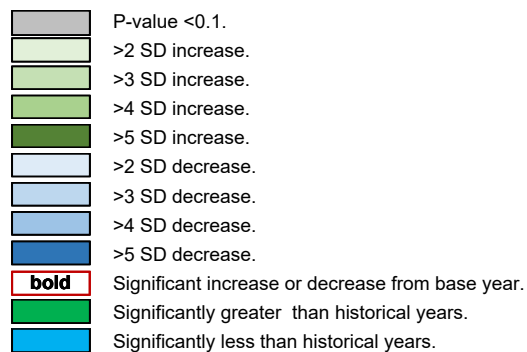 P-value <0.1.
>2 SD increase.
>3 SD increase.
>4 SD increase.
>5 SD increase.
>2 SD decrease.
>3 SD decrease.
>4 SD decrease.
>5 SD decrease.
bold Significant increase or decrease from base year.
Significantly greater than historical years.
Significantly less than historical years.